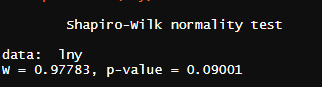 Shapiro-Wilk normality test
data:  lny
W = 0.97783, p-value = 0.09001